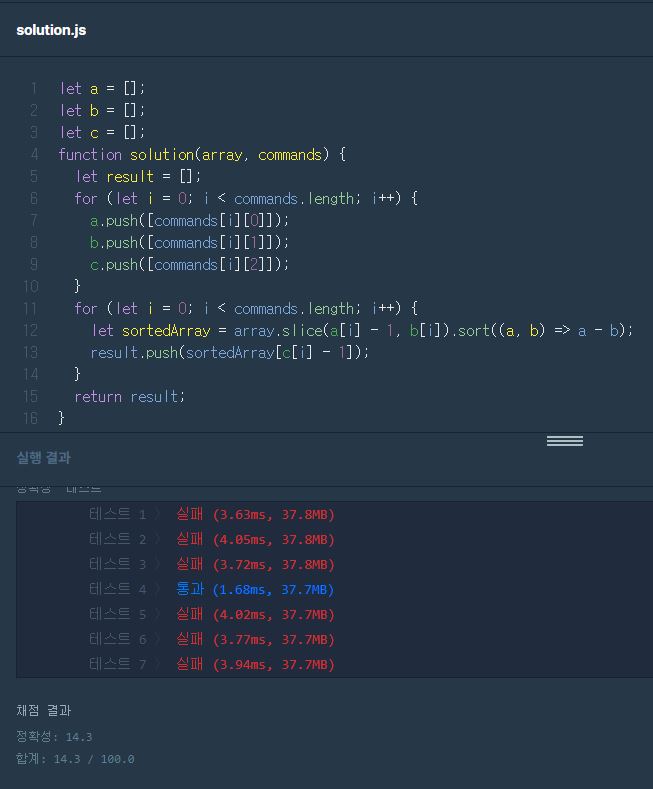 solution.js
1 let a = [];
2 let b = [];
3 let c = [];
4 function solution(array, commands) {
5 let result = [];
6 for (let i = 0; i < commands.length; i++) {
7 a.push([commands[i][0]]);
8 b.push([commands[i][1]]);
9 c.push([commands[i][2]]);
10 }
11 for (let i = 0; i < commands.length; i++) {
12 let sortedArray = array.slice(a[i] - 1, b[i]).sort((a, b) => a - b);
13 result.push(sortedArray[c[i] - 1]);
14 }
15 return result;
16 }
실행 결과
정확성 테스트
테스트 1 〉 실패 (3.63ms, 37.8MB)
테스트 2 〉 실패 (4.05ms, 37.8MB)
테스트 3 〉 실패 (3.72ms, 37.8MB)
테스트 4 〉 통과 (1.68ms, 37.7MB)
테스트 5 〉 실패 (4.02ms, 37.7MB)
테스트 6 〉 실패 (3.77ms, 37.7MB)
테스트 7 〉 실패 (3.94ms, 37.7MB)
채점 결과
정확성: 14.3
합계: 14.3 / 100.0